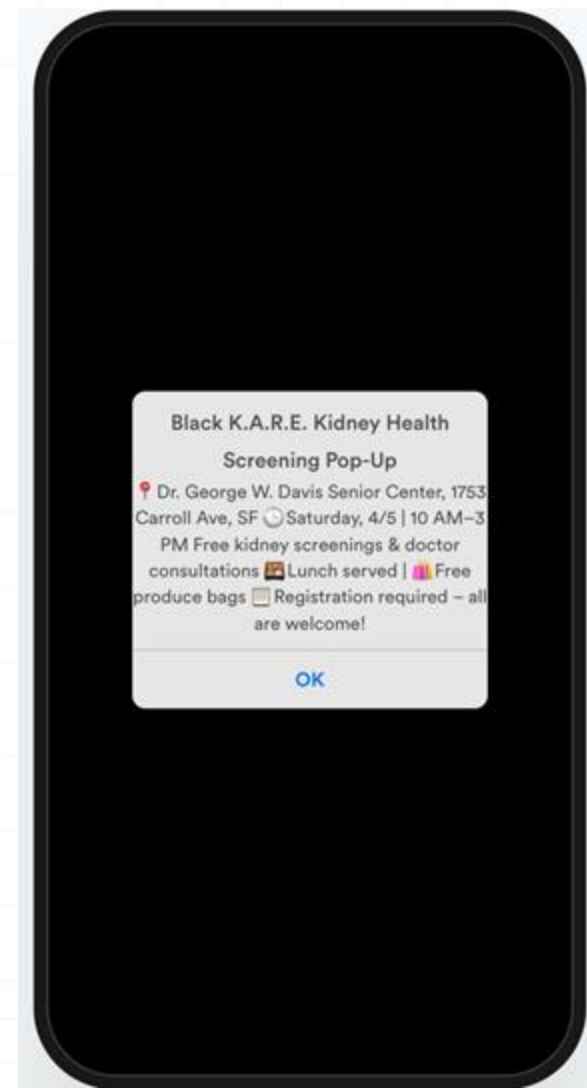 Black K.A.R.E. Kidney Health
Screening Pop-Up
📍 Dr. George W. Davis Senior Center, 1753
Carroll Ave, SF 🕒 Saturday, 4/5 | 10 AM–3
PM Free kidney screenings & doctor
consultations 🍱 Lunch served | 🛍️ Free
produce bags 🧾 Registration required – all
are welcome!
OK